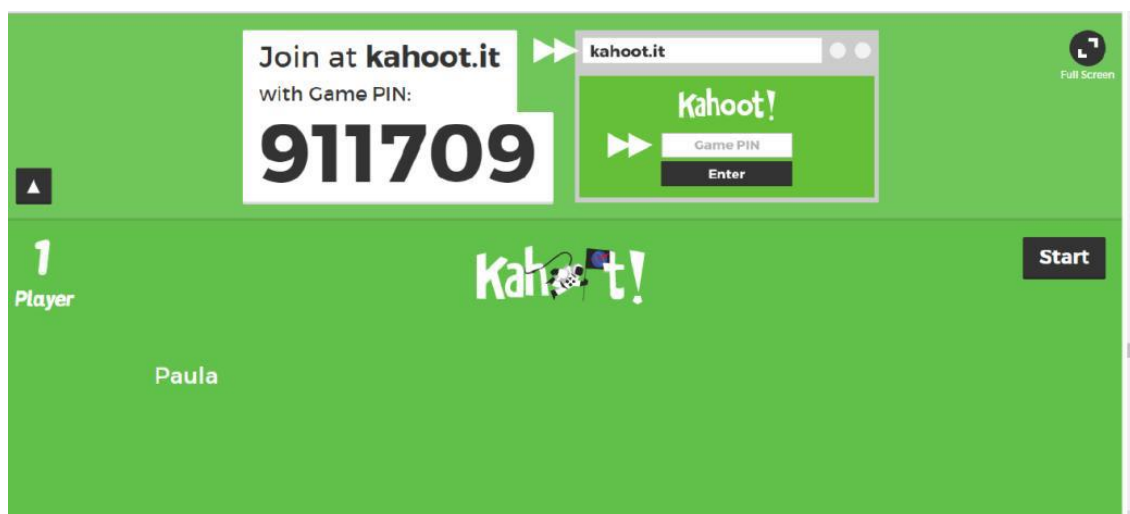 Join at kahoot.it
with Game PIN:
911709
kahoot.it
Kahoot!
Game PIN
Enter
Full Screen
1
Player
Kahoot!
Start
Paula